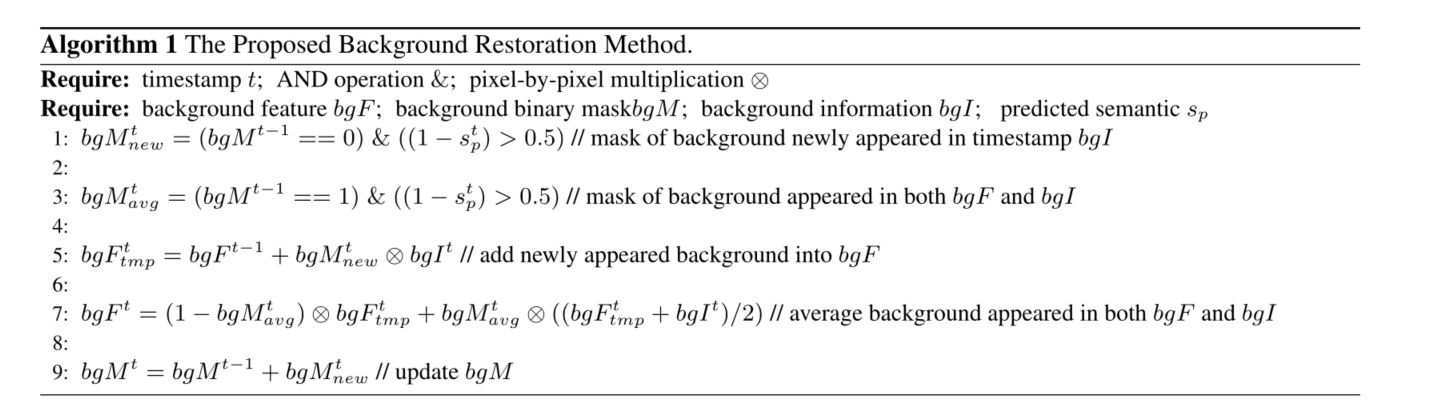 Algorithm 1 The Proposed Background Restoration Method.
Require: timestamp t; AND operation &; pixel-by-pixel multiplication ⊗
Require: background feature bgF; background binary maskbgM; background information bgI; predicted semantic s_p
1: bgM^t_{new} = (bgM^{t−1} == 0) & ((1 − s^t_p) > 0.5) // mask of background newly appeared in timestamp bgI
2:
3: bgM^t_{avg} = (bgM^{t−1} == 1) & ((1 − s^t_p) > 0.5) // mask of background appeared in both bgF and bgI
4:
5: bgF^t_{tmp} = bgF^{t−1} + bgM^t_{new} ⊗ bgI^t // add newly appeared background into bgF
6:
7: bgF^t = (1 − bgM^t_{avg}) ⊗ bgF^t_{tmp} + bgM^t_{avg} ⊗ ((bgF^t_{tmp} + bgI^t)/2) // average background appeared in both bgF and bgI
8:
9: bgM^t = bgM^{t−1} + bgM^t_{new} // update bgM